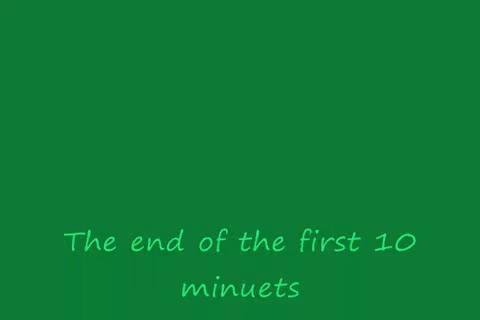 The end of the first 10
minuets